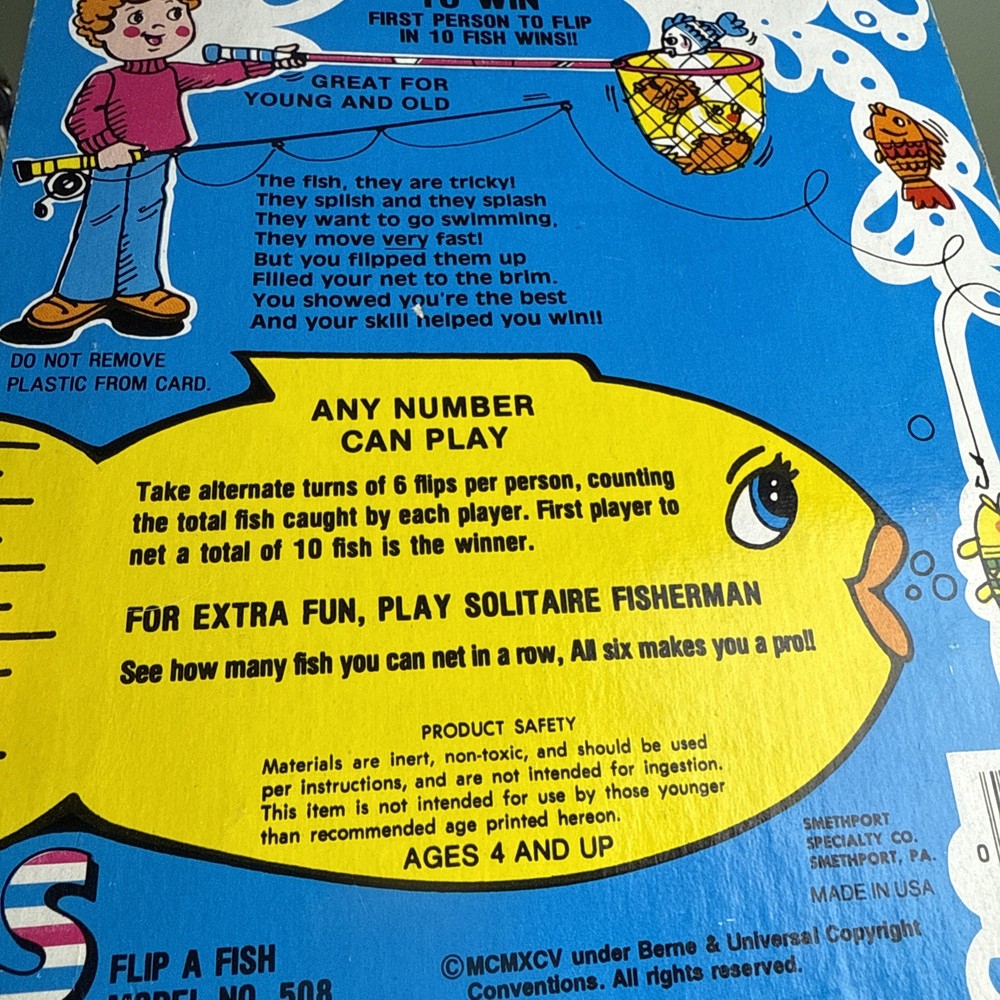 TO WIN
FIRST PERSON TO FLIP
IN 10 FISH WINS!!
GREAT FOR
YOUNG AND OLD
The fish, they are tricky!
They splish and they splash
They want to go swimming,
They move very fast!
But you flipped them up
Filled your net to the brim.
You showed you're the best
And your skill helped you win!!
DO NOT REMOVE
PLASTIC FROM CARD.
ANY NUMBER
CAN PLAY
Take alternate turns of 6 flips per person, counting
the total fish caught by each player. First player to
net a total of 10 fish is the winner.
FOR EXTRA FUN, PLAY SOLITAIRE FISHERMAN
See how many fish you can net in a row, All six makes you a pro!!
PRODUCT SAFETY
Materials are inert, non-toxic, and should be used
per instructions, and are not intended for ingestion.
This item is not intended for use by those younger
than recommended age printed hereon.
AGES 4 AND UP
SMETHPORT
SPECIALTY CO.
SMETHPORT, PA.
MADE IN USA
0
S
FLIP A FISH
MODEL NO. 508
©MCMXCV under Berne & Universal Copyright
Conventions. All rights reserved.